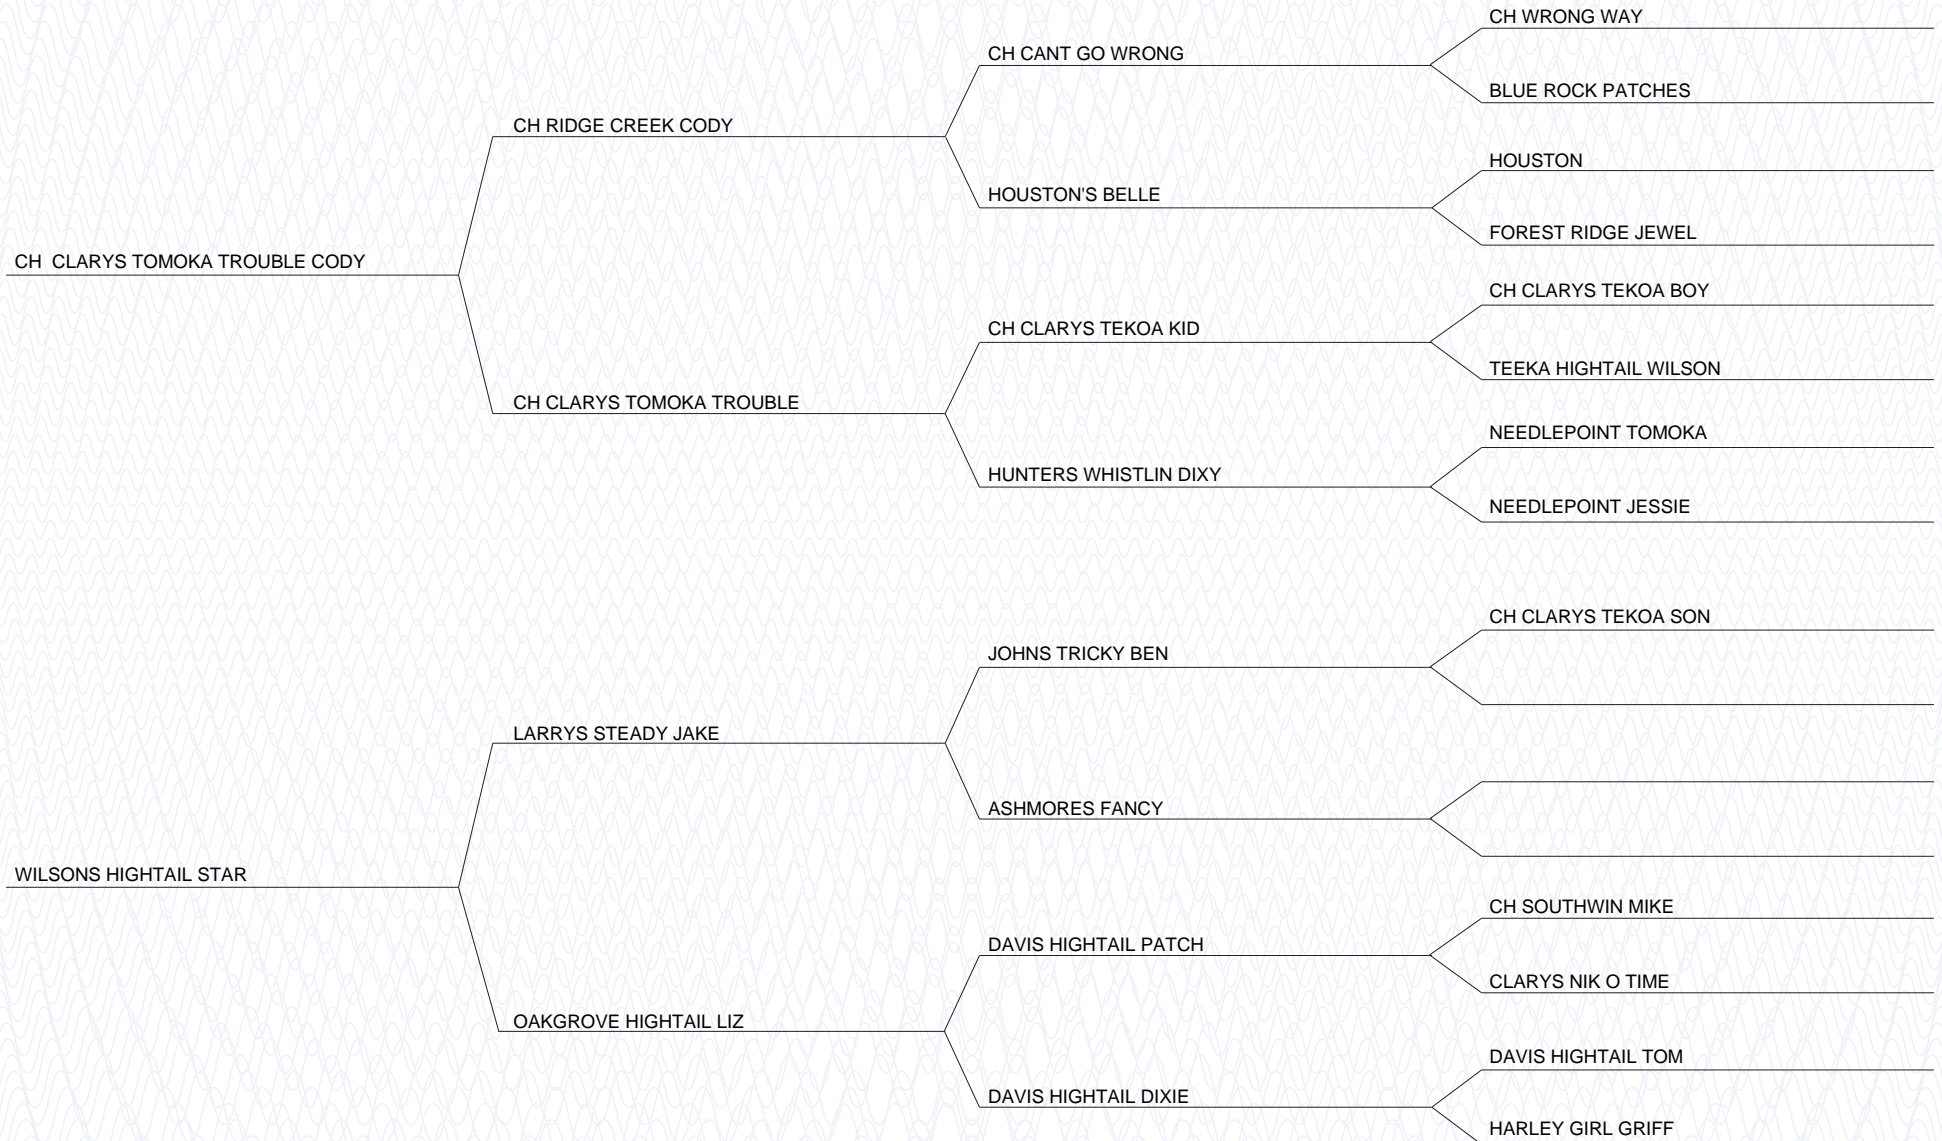 CH WRONG WAY
CH CANT GO WRONG
BLUE ROCK PATCHES
CH RIDGE CREEK CODY
HOUSTON
HOUSTON'S BELLE
FOREST RIDGE JEWEL
CH  CLARYS TOMOKA TROUBLE CODY
CH CLARYS TEKOA BOY
CH CLARYS TEKOA KID
TEEKA HIGHTAIL WILSON
CH CLARYS TOMOKA TROUBLE
NEEDLEPOINT TOMOKA
HUNTERS WHISTLIN DIXY
NEEDLEPOINT JESSIE
CH CLARYS TEKOA SON
JOHNS TRICKY BEN
LARRYS STEADY JAKE
ASHMORES FANCY
WILSONS HIGHTAIL STAR
CH SOUTHWIN MIKE
DAVIS HIGHTAIL PATCH
CLARYS NIK O TIME
OAKGROVE HIGHTAIL LIZ
DAVIS HIGHTAIL TOM
DAVIS HIGHTAIL DIXIE
HARLEY GIRL GRIFF